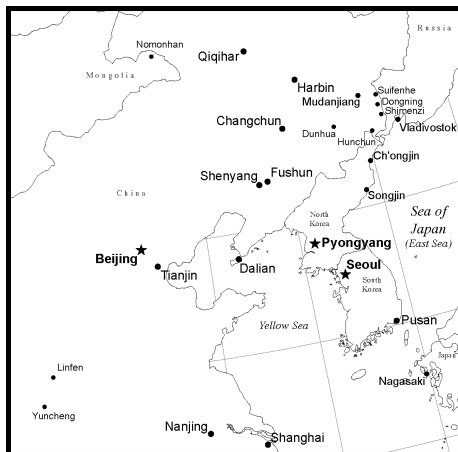 Russia
Nomonhan
Qiqihar
Mongolia
Harbin
Suifenhe
Mudanjiang
Dongning
Shimenzi
Changchun
Vladivostok
Dunhua
Hunchun
Ch'ongjin
Fushun
Shenyang
Songjin
China
North
Korea
Sea of
Japan
(East Sea)
Pyongyang
Beijing
Seoul
Tianjin
Dalian
South
Korea
Yellow Sea
Pusan
Japan
Linfen
Nagasaki
Yuncheng
Nanjing
Shanghai